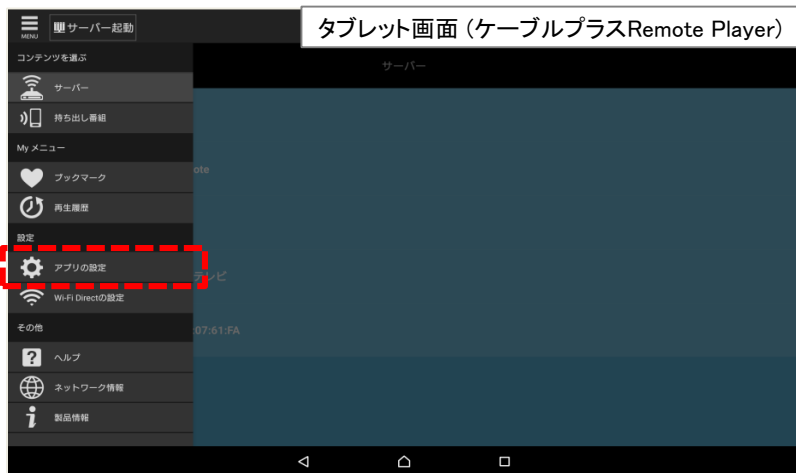 タブレット画面（ケーブルプラスRemote Player）
MENU
サーバー起動
コンテンツを選ぶ
サーバー
サーバー
持ち出し番組
My メニュー
ブックマーク
ote
再生履歴
設定
アプリの設定
テレビ
Wi-Fi Directの設定
その他
:07:61:FA
ヘルプ
ネットワーク情報
製品情報